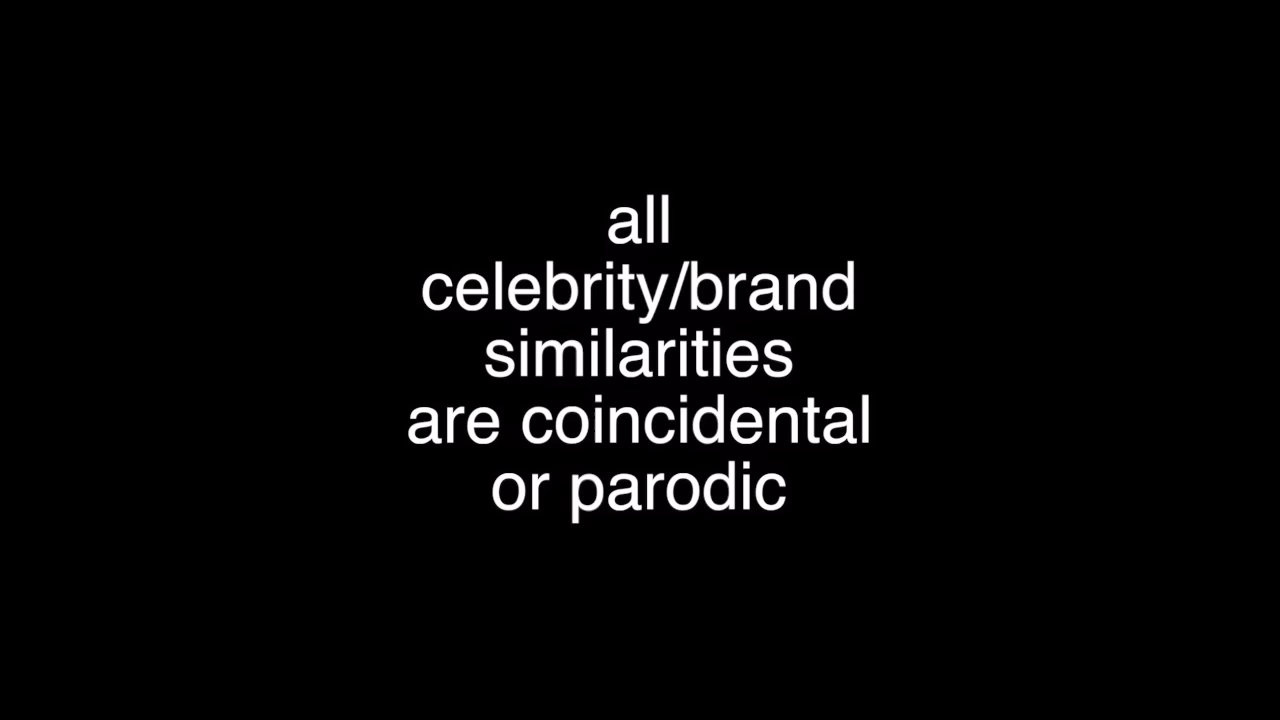 all
celebrity/brand
similarities
are coincidental
or parodic